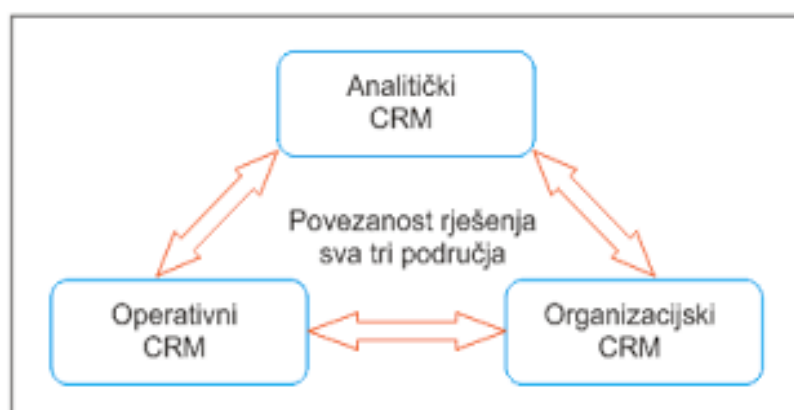 Analitički
CRM
Povezanost rješenja
sva tri područja
Operativni
CRM
Organizacijski
CRM